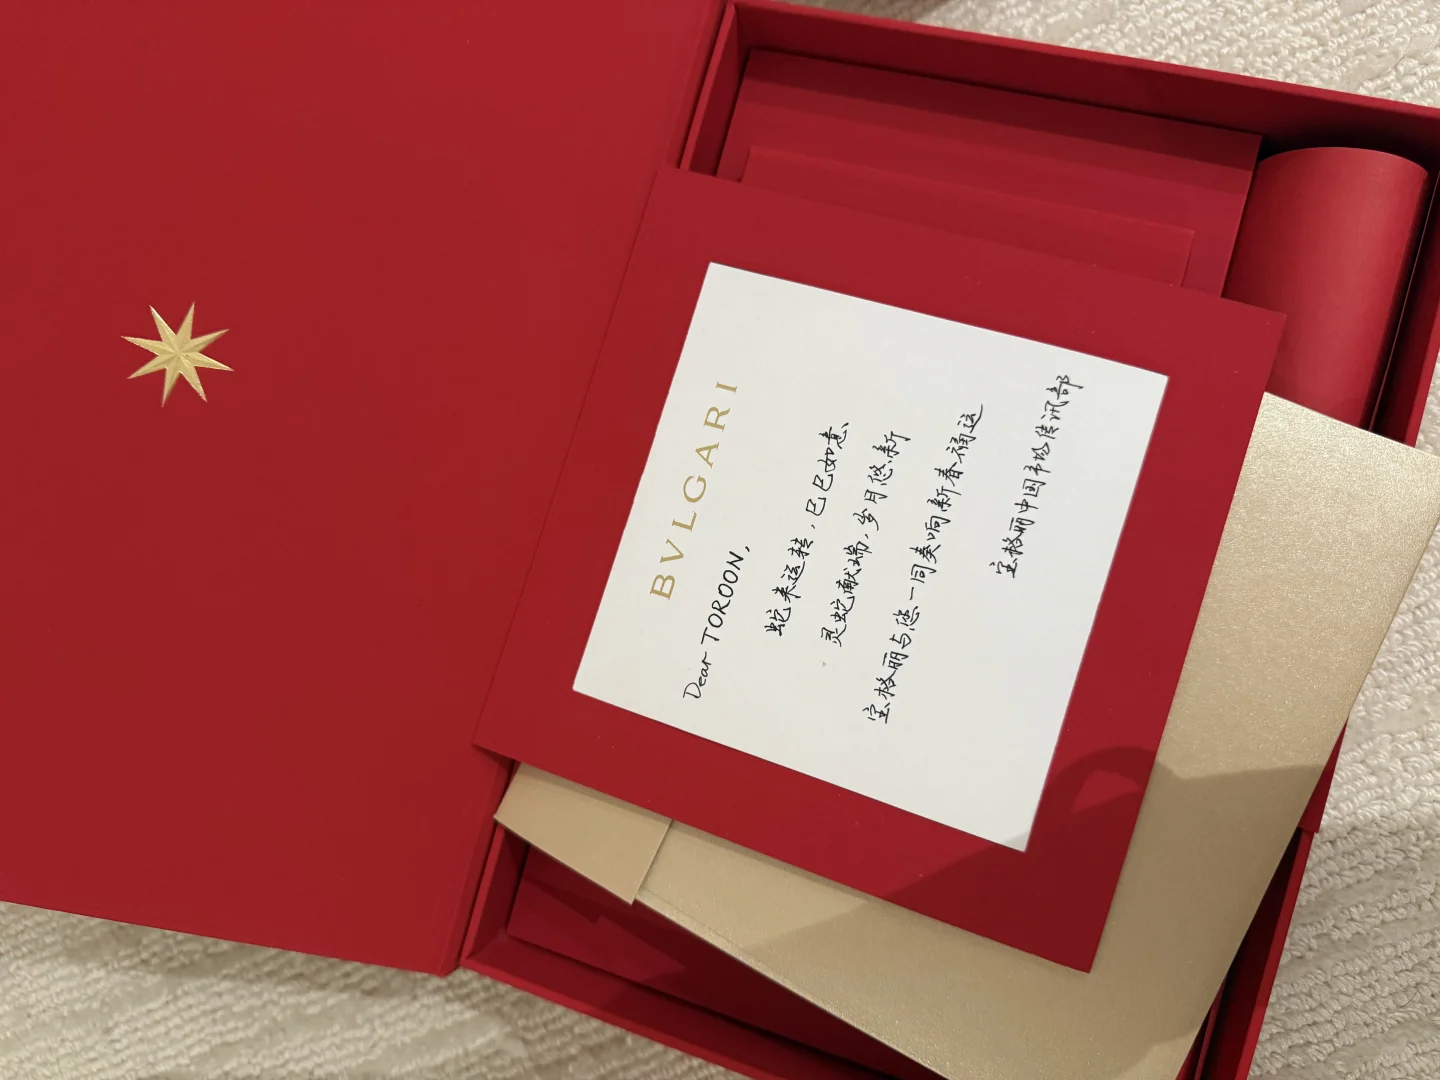 BVLGARI
Dear TOROON,
蛇来运转，巳巳如意
灵蛇献瑞，岁月悠新
宝格丽与您一同奏响新春福运
宝格丽中国市场传讯部